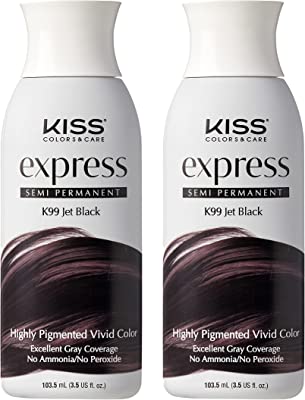 KISS
COLORS & CARE
express
SEMI PERMANENT
K99 Jet Black
Highly Pigmented Vivid Color
Excellent Gray Coverage
No Ammonia/No Peroxide
103.5 mL (3.5 US fl. oz.)
KISS
COLORS & CARE
express
SEMI PERMANENT
K99 Jet Black
Highly Pigmented Vivid Color
Excellent Gray Coverage
No Ammonia/No Peroxide
103.5 mL (3.5 US fl. oz.)